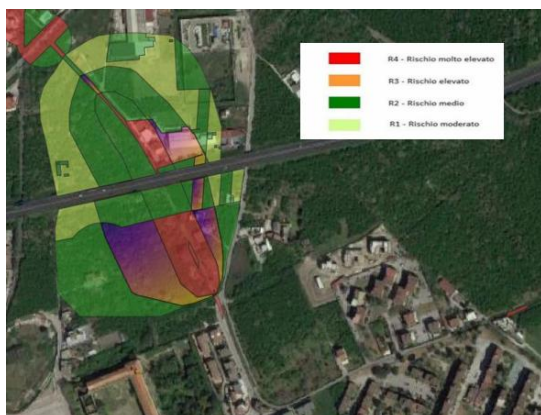 R4 - Rischio molto elevato
R3 - Rischio elevato
R2 - Rischio medio
R1 - Rischio moderato